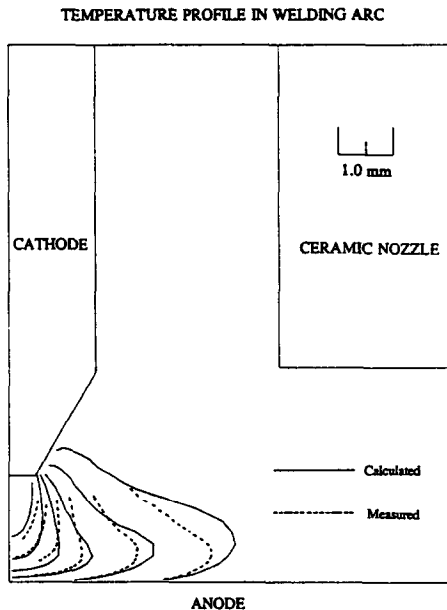 TEMPERATURE PROFILE IN WELDING ARC
1.0 mm
CATHODE
CERAMIC NOZZLE
Calculated
Measured
ANODE